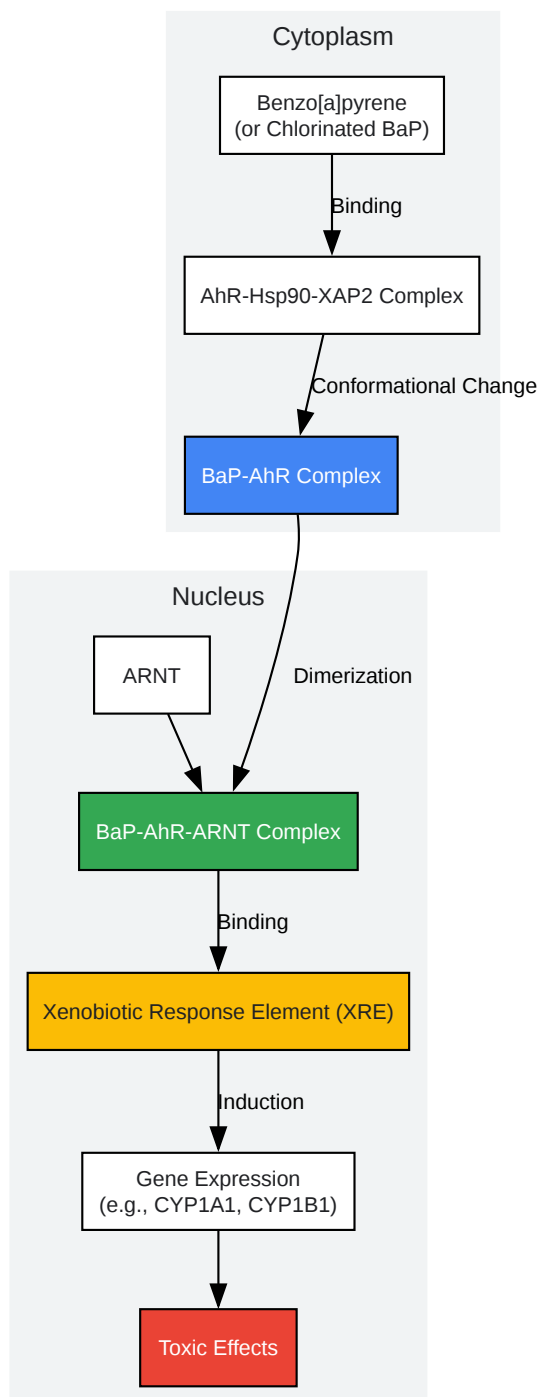 Cytoplasm
Benzo[a]pyrene
(or Chlorinated BaP)
Binding
AhR-Hsp90-XAP2 Complex
Conformational Change
BaP-AhR Complex
Nucleus
ARNT
Dimerization
BaP-AhR-ARNT Complex
Binding
Xenobiotic Response Element (XRE)
Induction
Gene Expression
(e.g., CYP1A1, CYP1B1)
Toxic Effects